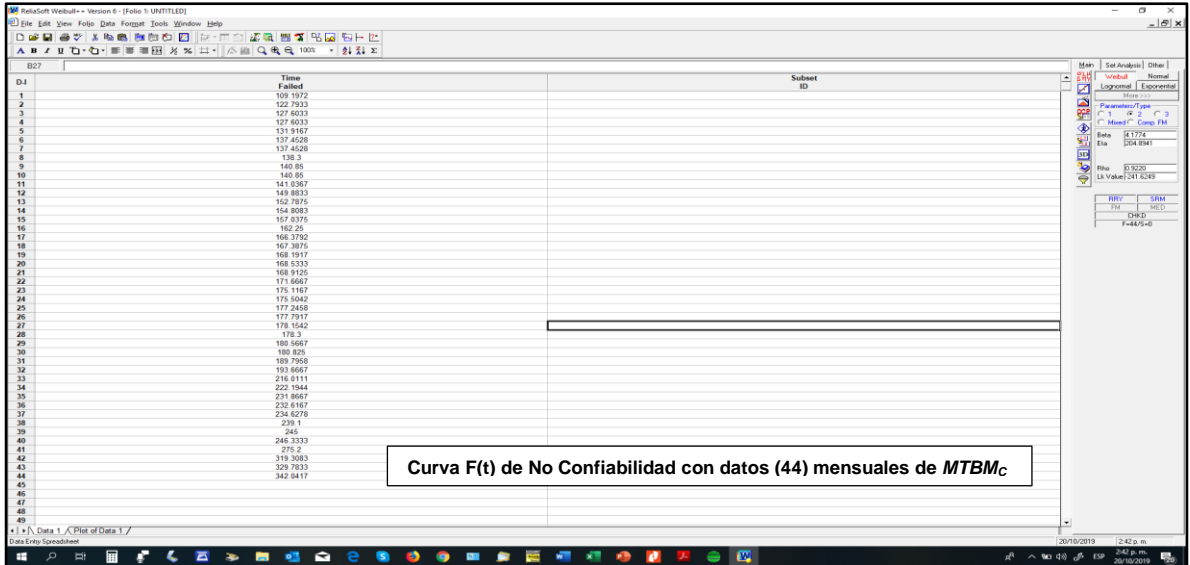 ReliaSoft Weibull++ Version 6 - [Folio 1: UNTITLED]
File Edit View Folio Data Format Tools Window Help
100%
B27
Main Set Analysis Other
D-I Time Failed Subset ID
Weibull Normal
Lognormal Exponential
More >>>
Parameters/Type
1 2 3
Mixed Comp. FM
Beta 4.1774
Eta 204.8941
Rho 0.9220
Lk Value -241.6249
RRY SRM
FM MED
CHKD
F=44/S=0
1 109.1972
2 122.7933
3 127.6033
4 127.6033
5 131.9167
6 137.4528
7 137.4528
8 138.3
9 140.85
10 140.85
11 141.0367
12 149.8833
13 152.7875
14 154.8083
15 157.0375
16 162.25
17 166.3792
18 167.3875
19 168.1917
20 168.5333
21 168.9125
22 171.6667
23 175.1167
24 175.5042
25 177.2458
26 177.7917
27 178.1542
28 178.3
29 180.5667
30 180.825
31 189.7958
32 193.6667
33 216.0111
34 222.1944
35 231.8667
36 232.6167
37 234.6278
38 239.1
39 245
40 246.3333
41 275.2
42 319.3083
43 329.7833
44 342.0417
45
46
47
48
49
Curva F(t) de No Confiabilidad con datos (44) mensuales de MTBMC
Data 1 Plot of Data 1
Data Entry Spreadsheet 20/10/2019 2:42 p. m.
ESP 2:42 p. m.
20/10/2019